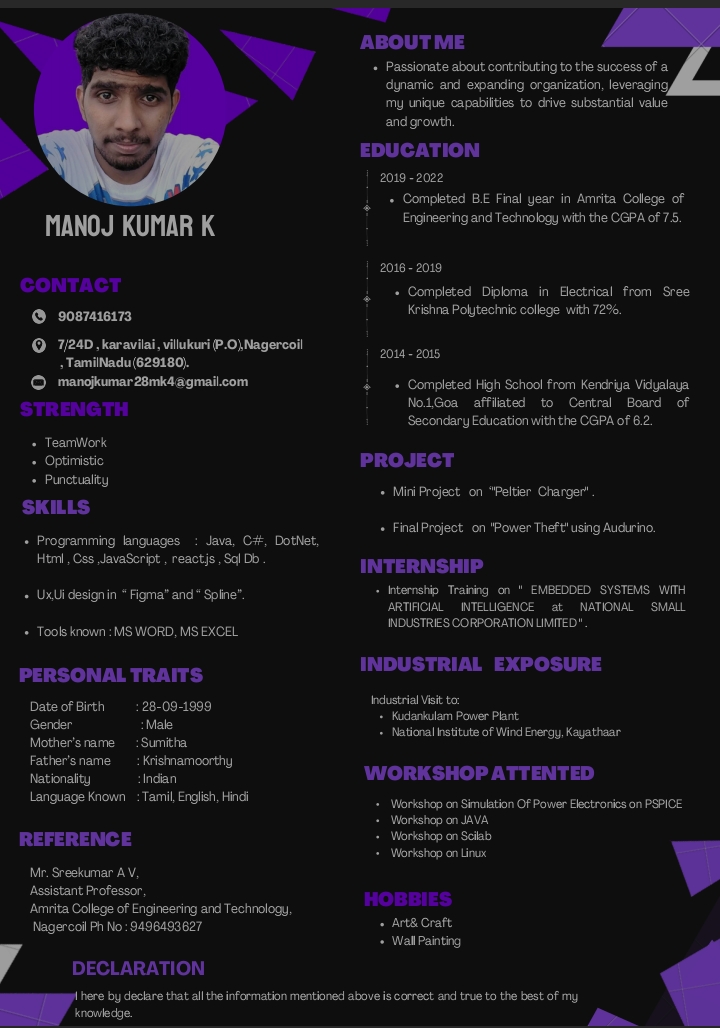 MANOJ KUMAR K
CONTACT
9087416173
7/24D , karavilai , villukuri (P.O),Nagercoil
, TamilNadu (629180).
manojkumar28mk4@gmail.com
STRENGTH
• TeamWork
• Optimistic
• Punctuality
SKILLS
• Programming languages : Java, C#, DotNet,
Html , Css ,JavaScript , react.js , Sql Db .
• Ux,Ui design in “ Figma” and “ Spline”.
• Tools known : MS WORD, MS EXCEL
PERSONAL TRAITS
Date of Birth : 28-09-1999
Gender : Male
Mother's name : Sumitha
Father's name : Krishnamoorthy
Nationality : Indian
Language Known : Tamil, English, Hindi
REFERENCE
Mr. Sreekumar A V,
Assistant Professor,
Amrita College of Engineering and Technology,
Nagercoil Ph No : 9496493627
ABOUT ME
• Passionate about contributing to the success of a
dynamic and expanding organization, leveraging
my unique capabilities to drive substantial value
and growth.
EDUCATION
2019 - 2022
• Completed B.E Final year in Amrita College of
Engineering and Technology with the CGPA of 7.5.
2016 - 2019
• Completed Diploma in Electrical from Sree
Krishna Polytechnic college with 72%.
2014 - 2015
• Completed High School from Kendriya Vidyalaya
No.1,Goa affiliated to Central Board of
Secondary Education with the CGPA of 6.2.
PROJECT
• Mini Project on ‘"Peltier Charger" .
• Final Project on "Power Theft" using Audurino.
INTERNSHIP
• Internship Training on " EMBEDDED SYSTEMS WITH
ARTIFICIAL INTELLIGENCE at NATIONAL SMALL
INDUSTRIES CORPORATION LIMITED" .
INDUSTRIAL EXPOSURE
Industrial Visit to:
• Kudankulam Power Plant
• National Institute of Wind Energy, Kayathaar
WORKSHOP ATTENTED
• Workshop on Simulation Of Power Electronics on PSPICE
• Workshop on JAVA
• Workshop on Scilab
• Workshop on Linux
HOBBIES
• Art& Craft
• Wall Painting
DECLARATION
I here by declare that all the information mentioned above is correct and true to the best of my
knowledge.